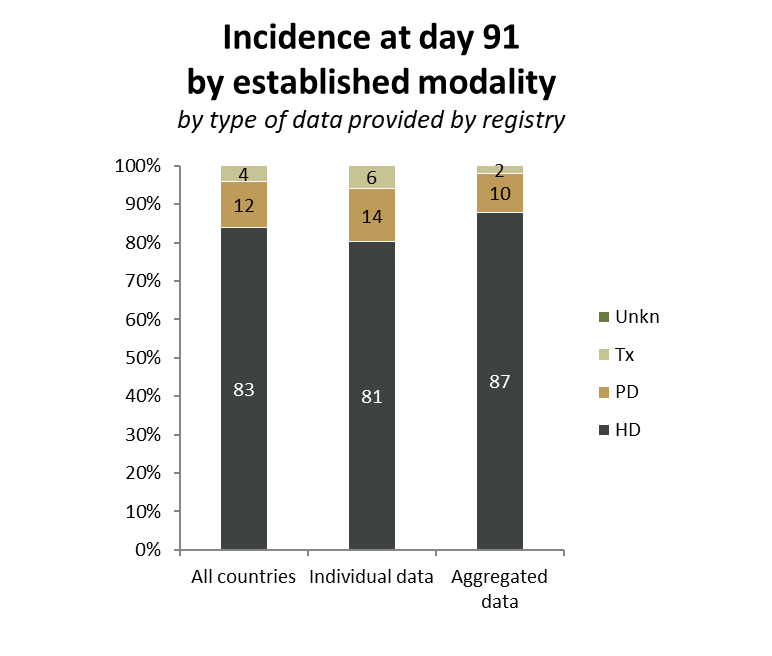 Incidence at day 91
by established modality
by type of data provided by registry
100%
90%
80%
70%
60%
50%
40%
30%
20%
10%
0%
4
12
83
6
14
81
2
10
87
All countries
Individual data
Aggregated
data
Unkn
Tx
PD
HD